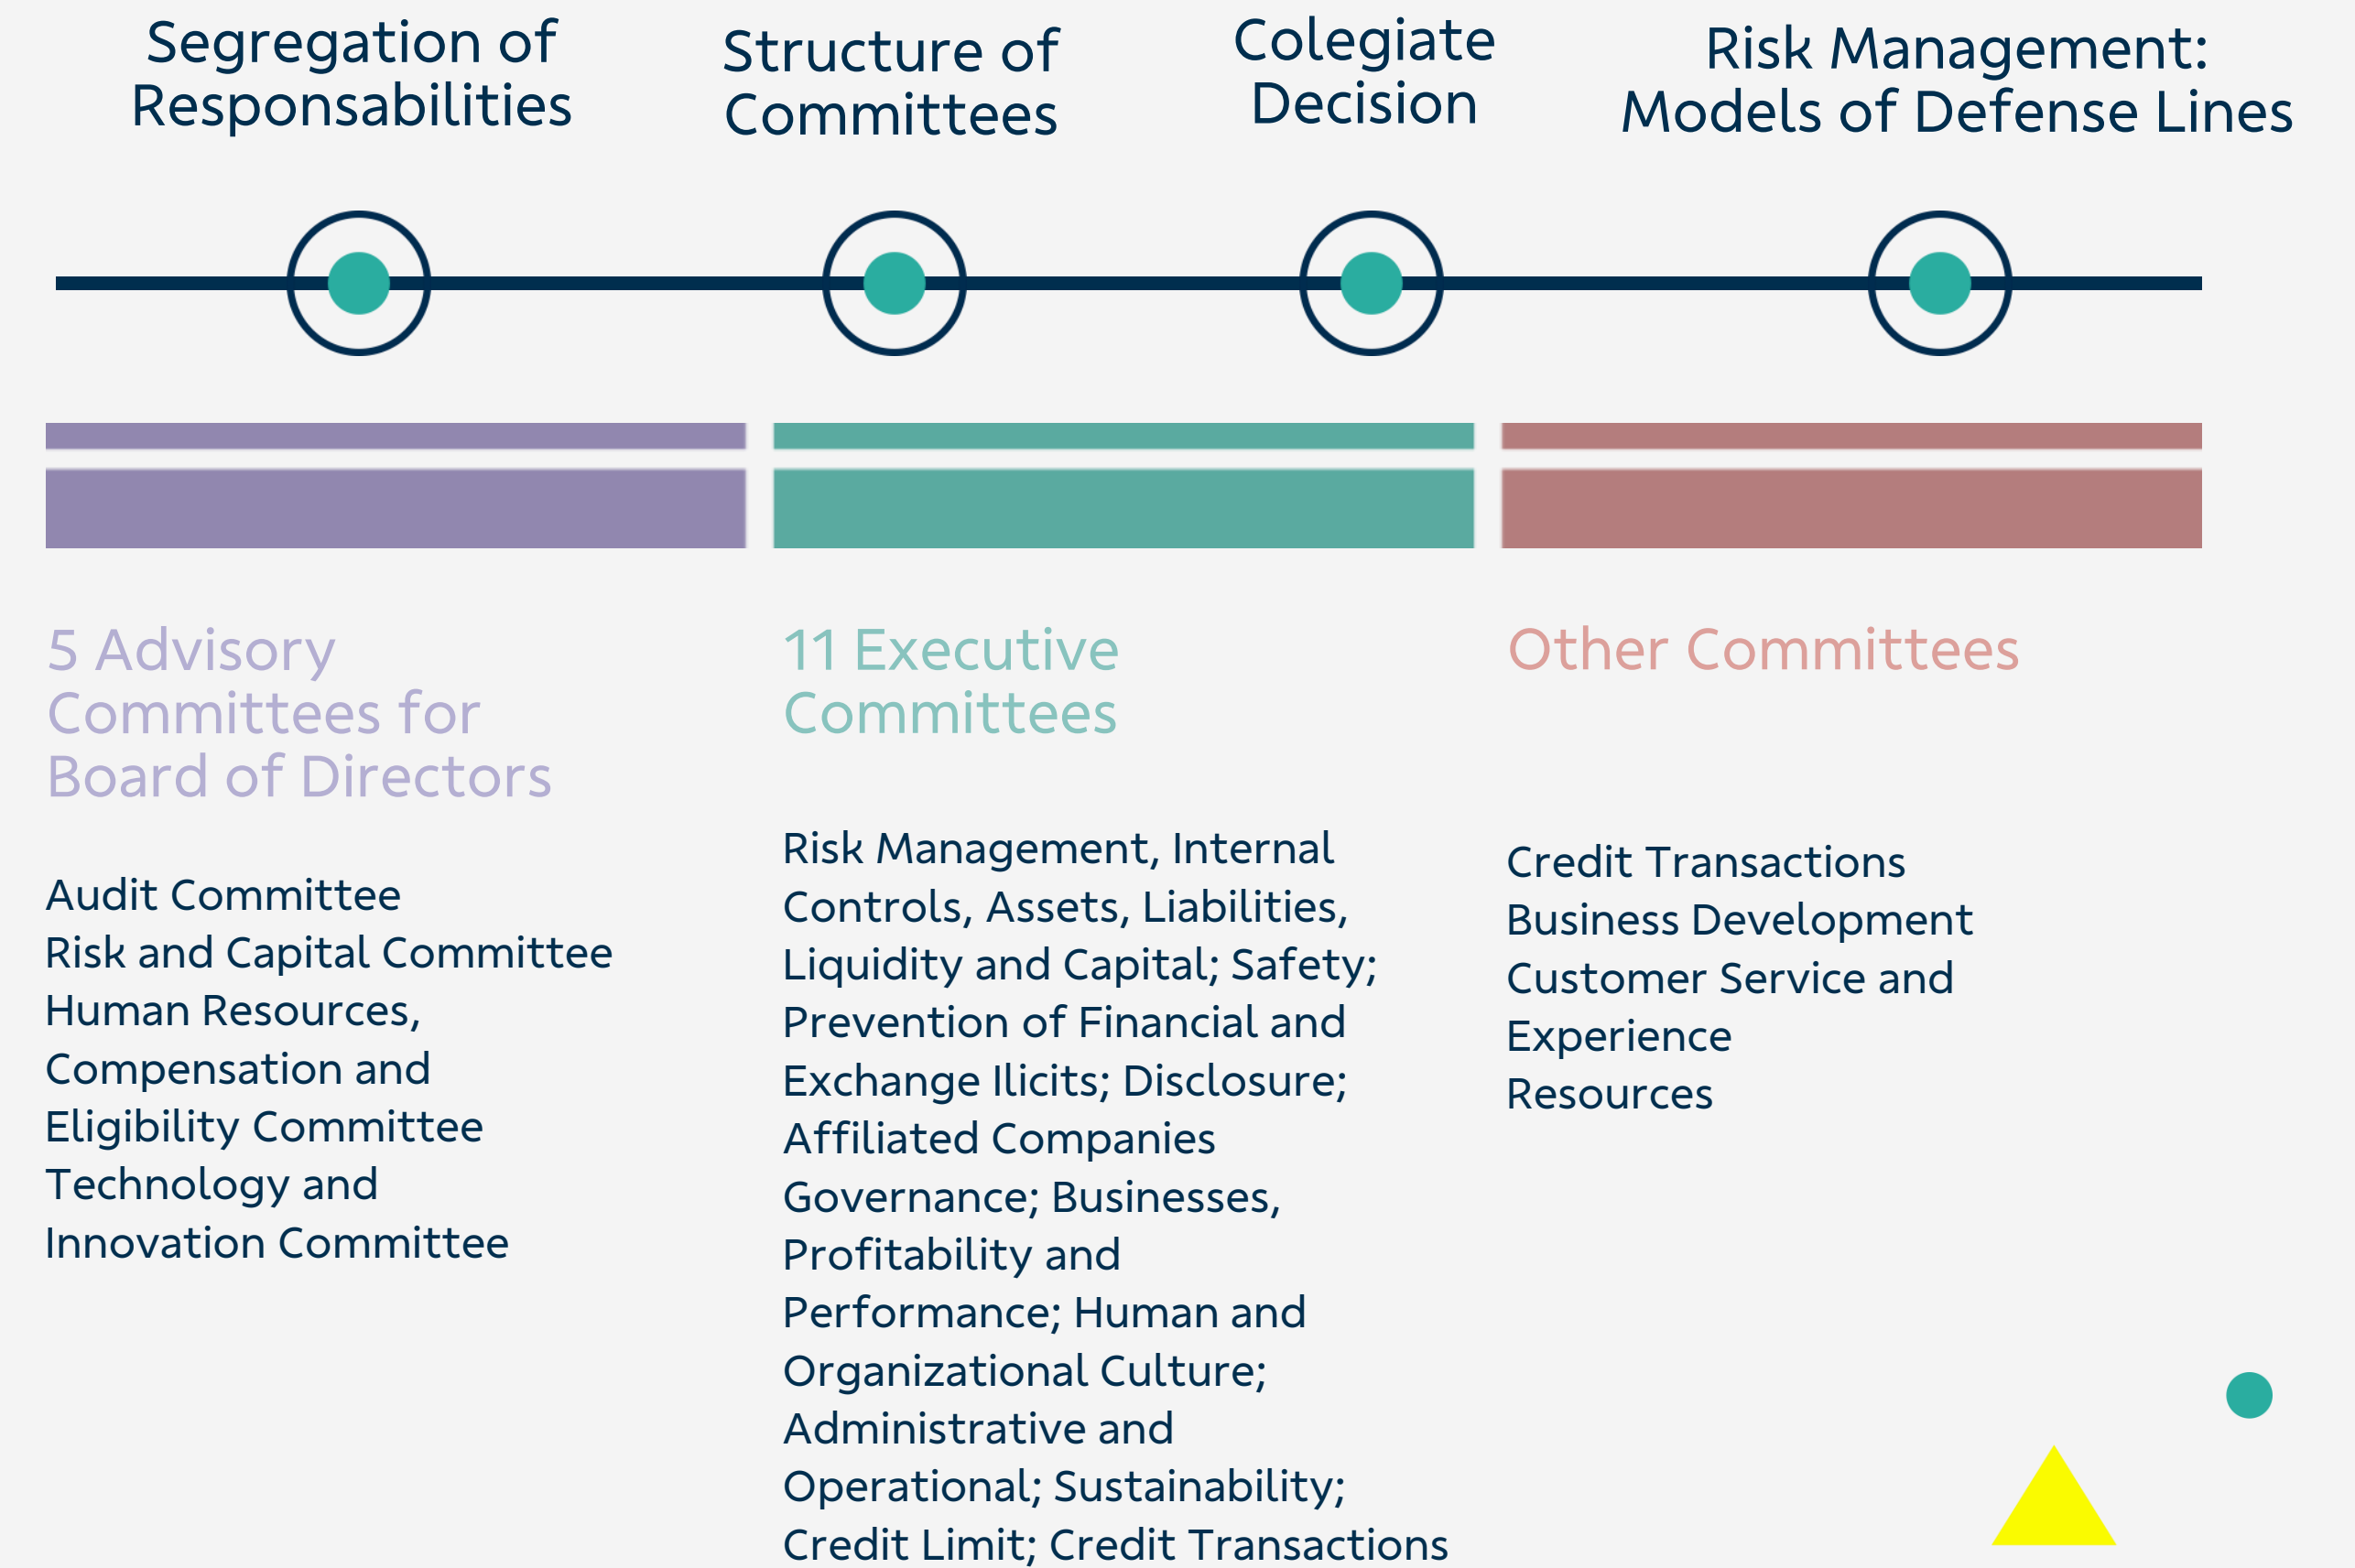 Segregation of
Responsabilities
Structure of
Committees
Colegiate
Decision
Risk Management:
Models of Defense Lines
5 Advisory
Committees for
Board of Directors
Audit Committee
Risk and Capital Committee
Human Resources,
Compensation and
Eligibility Committee
Technology and
Innovation Committee
11 Executive
Committees
Risk Management, Internal
Controls, Assets, Liabilities,
Liquidity and Capital; Safety;
Prevention of Financial and
Exchange Ilicits; Disclosure;
Affiliated Companies
Governance; Businesses,
Profitability and
Performance; Human and
Organizational Culture;
Administrative and
Operational; Sustainability;
Credit Limit; Credit Transactions
Other Committees
Credit Transactions
Business Development
Customer Service and
Experience
Resources